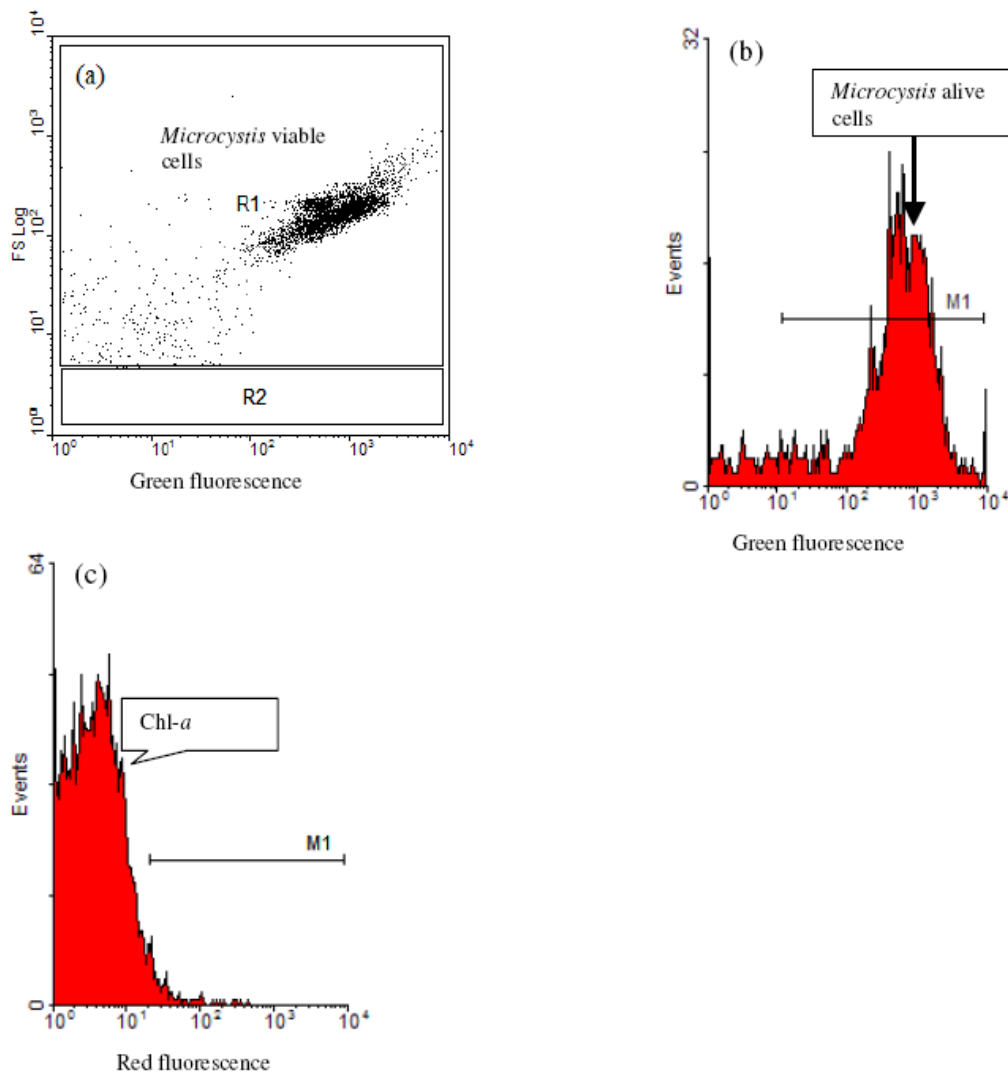 (a)
10⁴
10³
10²
10¹
10⁰
FS Log
Microcystis viable
cells
R1
R2
10⁰ 10¹ 10² 10³ 10⁴
Green fluorescence
(b)
32
Microcystis alive
cells
Events
M1
0
10⁰ 10¹ 10² 10³ 10⁴
Green fluorescence
(c)
64
Chl-a
Events
M1
0
10⁰ 10¹ 10² 10³ 10⁴
Red fluorescence